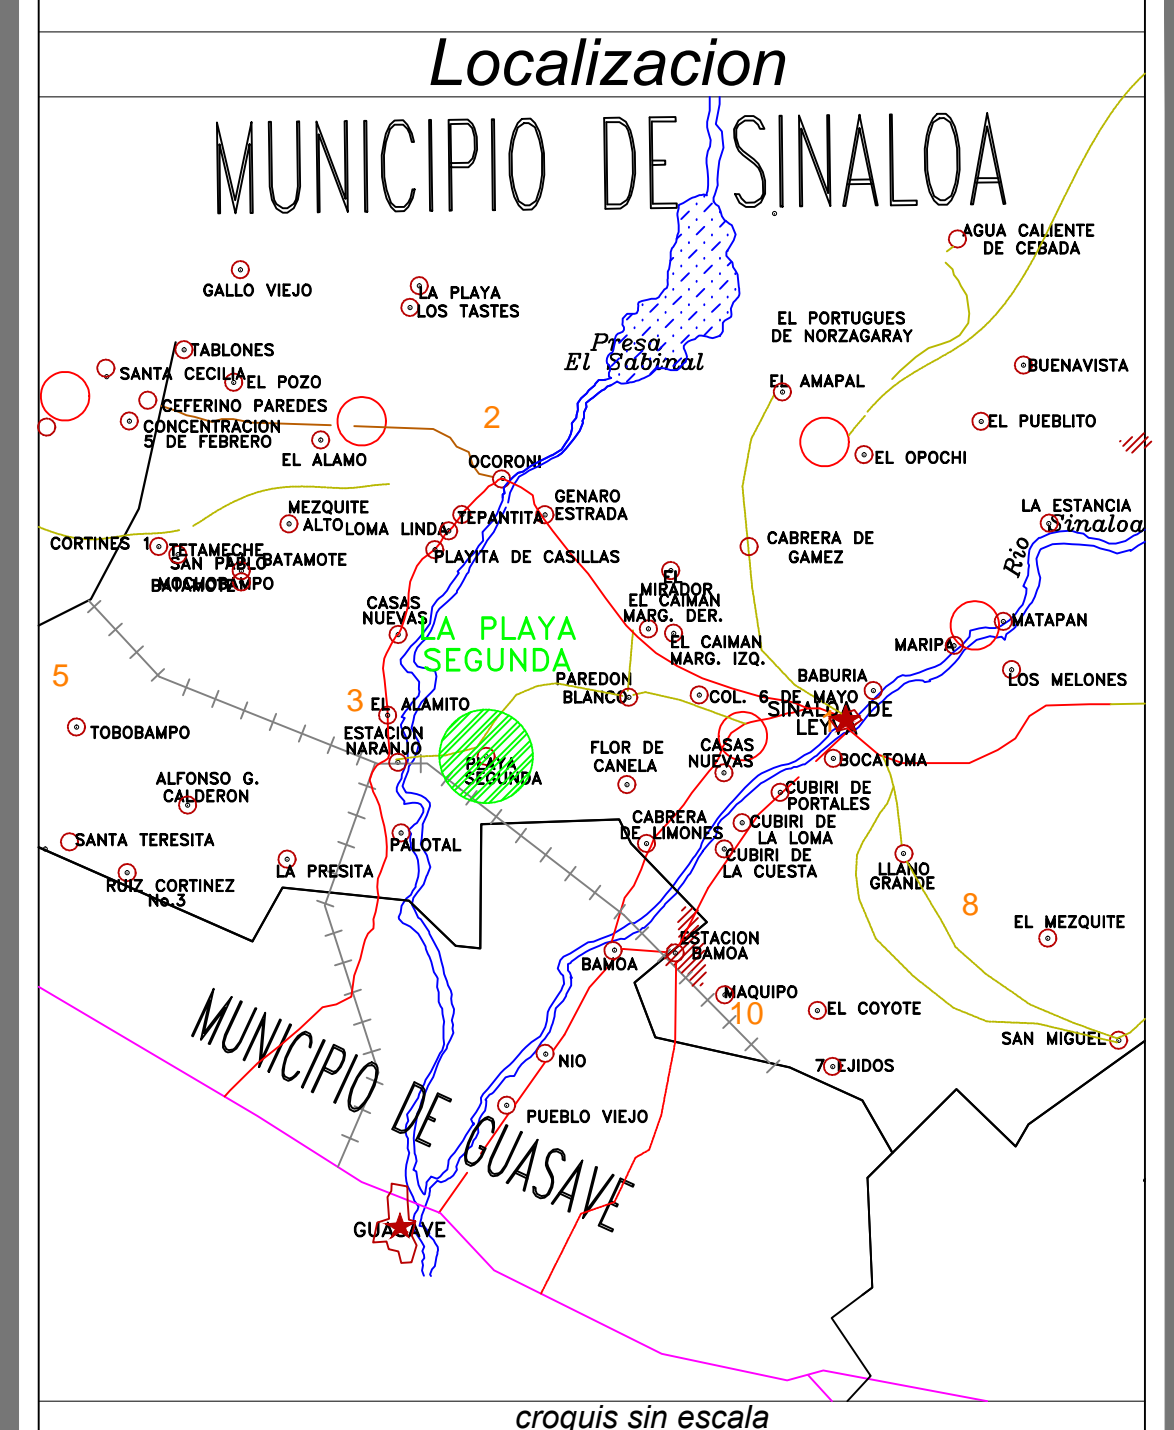 Localizacion
MUNICIPIO DE SINALOA
AGUA CALIENTE
DE CEBADA
GALLO VIEJO
LA PLAYA
LOS TASTES
EL PORTUGUES
DE NORZAGARAY
Presa
El Sabinal
TABLONES
SANTA CECILIA
EL POZO
BUENAVISTA
EL AMAPAL
CEFERINO PAREDES
2
CONCENTRACION
5 DE FEBRERO
EL PUEBLITO
EL ALAMO
OCORONI
EL OPOCHI
MEZQUITE
ALTO
LOMA LINDA
TEPANTITA
GENARO
ESTRADA
LA ESTANCIA
Rio
Sinaloa
CORTINES 1
TETAMECHE
SAN PABLO
BATAMOTE
MOCHOBAMPO
BATAMOTE
PLAYITA DE CASILLAS
CABRERA DE
GAMEZ
EL
MIRADOR
EL CAIMAN
MARG. DER.
CASAS
NUEVAS
LA PLAYA
SEGUNDA
EL CAIMAN
MARG. IZQ.
MATAPAN
MARIPA
5
PAREDON
BLANCO
COL. 6 DE MAYO
BABURIA
LOS MELONES
3
EL ALAMITO
SINALOA DE
LEYVA
TOBOBAMPO
ESTACION
NARANJO
FLOR DE
CANELA
CASAS
NUEVAS
BOCATOMA
PLAYA
SEGUNDA
ALFONSO G.
CALDERON
CUBIRI DE
PORTALES
CABRERA
DE LIMONES
CUBIRI DE
LA LOMA
SANTA TERESITA
PALOTAL
CUBIRI DE
LA CUESTA
LA PRESITA
LLANO
GRANDE
RUIZ CORTINEZ
No.3
8
EL MEZQUITE
ESTACION
BAMOA
BAMOA
MAQUIPO
10
EL COYOTE
SAN MIGUEL
MUNICIPIO DE GUASAVE
NIO
7 EJIDOS
PUEBLO VIEJO
GUASAVE
croquis sin escala